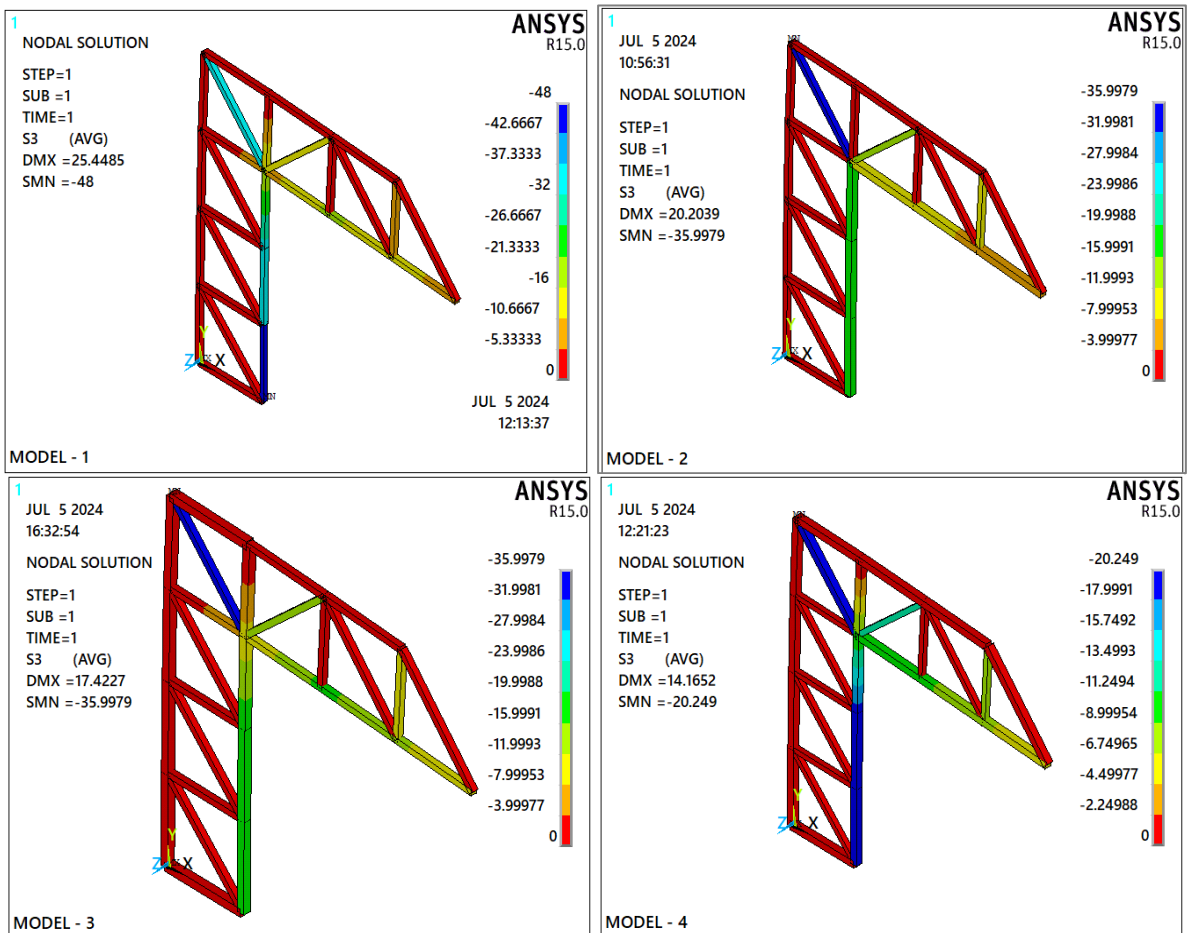 1
ANSYS
R15.0
NODAL SOLUTION
STEP=1
SUB =1
TIME=1
S3 (AVG)
DMX =25.4485
SMN =-48
-48
-42.6667
-37.3333
-32
-26.6667
-21.3333
-16
-10.6667
-5.33333
0
Y
Z X
JUL 5 2024
12:13:37
MODEL - 1
1
ANSYS
R15.0
JUL 5 2024
10:56:31
NODAL SOLUTION
STEP=1
SUB =1
TIME=1
S3 (AVG)
DMX =20.2039
SMN =-35.9979
-35.9979
-31.9981
-27.9984
-23.9986
-19.9988
-15.9991
-11.9993
-7.99953
-3.99977
0
Y
Z X
MODEL - 2
1
ANSYS
R15.0
JUL 5 2024
16:32:54
NODAL SOLUTION
STEP=1
SUB =1
TIME=1
S3 (AVG)
DMX =17.4227
SMN =-35.9979
-35.9979
-31.9981
-27.9984
-23.9986
-19.9988
-15.9991
-11.9993
-7.99953
-3.99977
0
Y
Z X
MODEL - 3
1
ANSYS
R15.0
JUL 5 2024
12:21:23
NODAL SOLUTION
STEP=1
SUB =1
TIME=1
S3 (AVG)
DMX =14.1652
SMN =-20.249
-20.249
-17.9991
-15.7492
-13.4993
-11.2494
-8.99954
-6.74965
-4.49977
-2.24988
0
Y
Z X
MODEL - 4